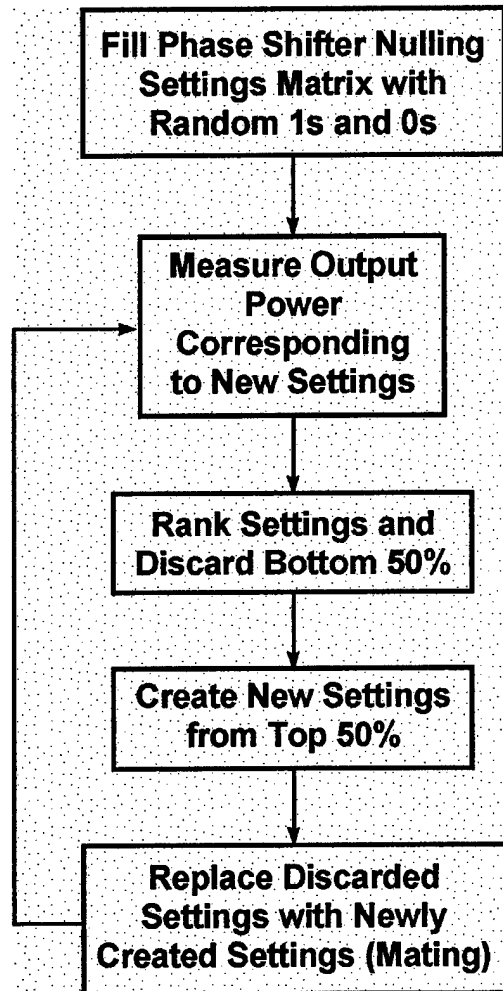 Fill Phase Shifter Nulling
Settings Matrix with
Random 1s and 0s
Measure Output
Power
Corresponding
to New Settings
Rank Settings and
Discard Bottom 50%
Create New Settings
from Top 50%
Replace Discarded
Settings with Newly
Created Settings (Mating)